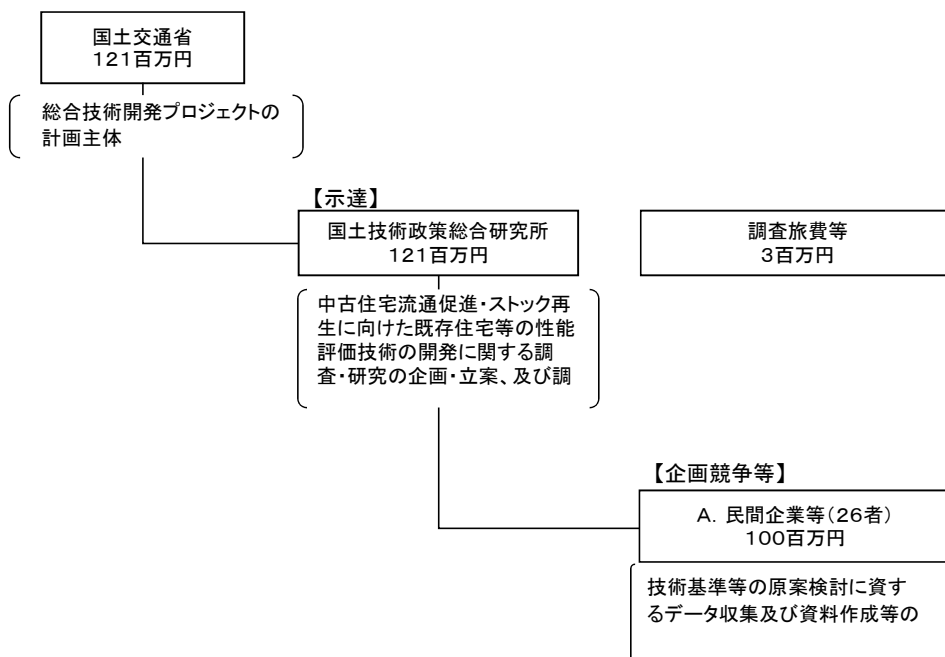 国土交通省
121百万円
総合技術開発プロジェクトの
計画主体
【示達】
国土技術政策総合研究所
121百万円
調査旅費等
3百万円
中古住宅流通促進・ストック再
生に向けた既存住宅等の性能
評価技術の開発に関する調
査・研究の企画・立案、及び調
【企画競争等】
A. 民間企業等(26者)
100百万円
技術基準等の原案検討に資す
るデータ収集及び資料作成等の